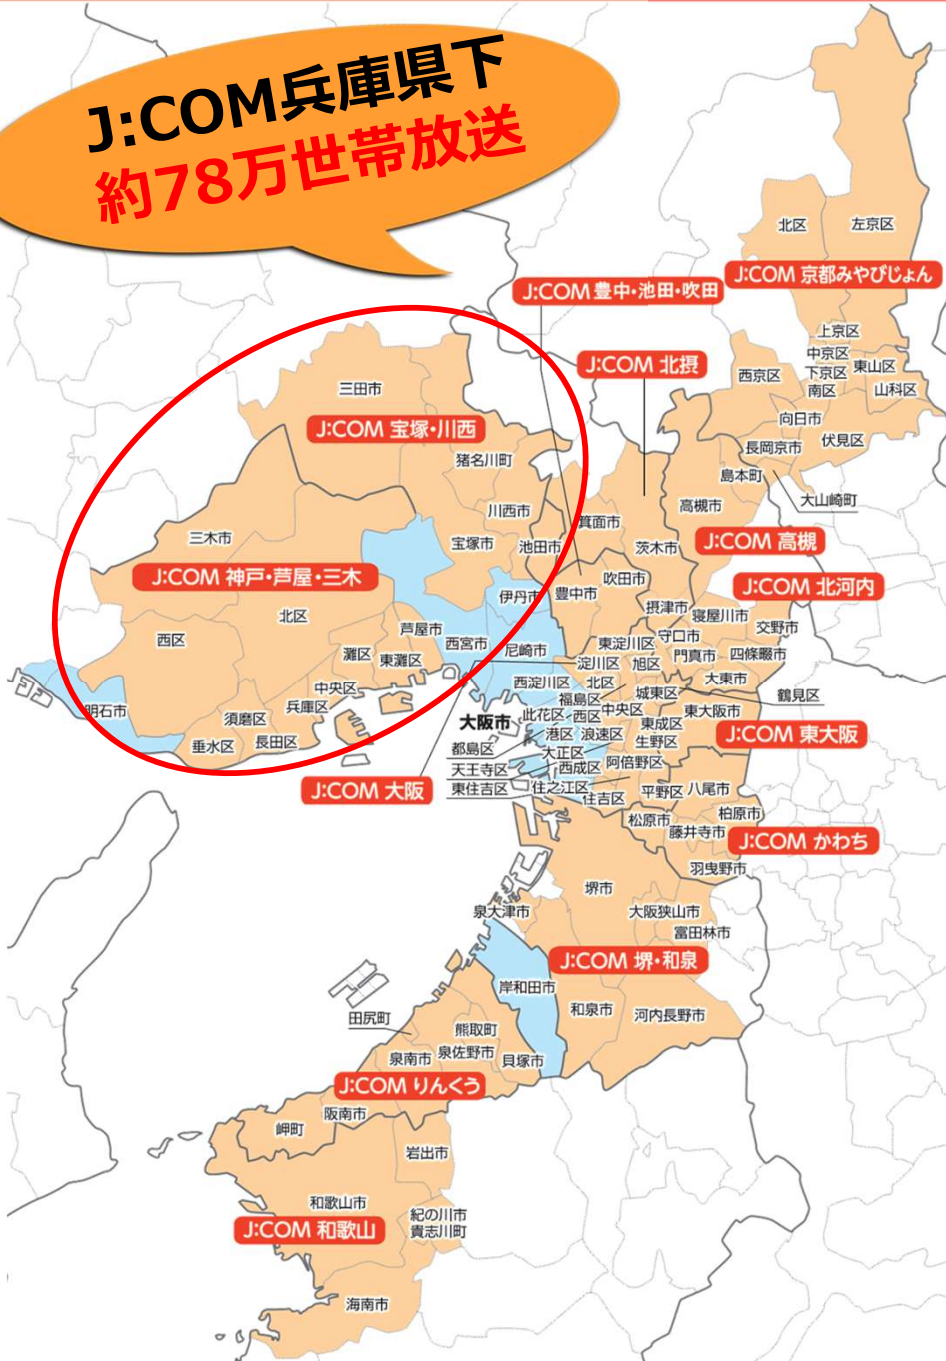 J:COM兵庫県下
約78万世帯放送
北区
左京区
J:COM 京都みやびじょん
J:COM 豊中・池田・吹田
上京区
中京区
下京区
東山区
南区
山科区
西京区
J:COM 北摂
三田市
向日市
伏見区
J:COM 宝塚・川西
長岡京市
猪名川町
島本町
大山崎町
高槻市
川西市
箕面市
三木市
宝塚市
池田市
茨木市
J:COM 高槻
J:COM 神戸・芦屋・三木
吹田市
J:COM 北河内
伊丹市
豊中市
摂津市
寝屋川市
北区
芦屋市
交野市
西区
西宮市
尼崎市
東淀川区
守口市
灘区
東灘区
淀川区
旭区
門真市
四條畷市
大東市
中央区
西淀川区
北区
城東区
鶴見区
明石市
兵庫区
福島区
須磨区
大阪市
此花区
西区
中央区
東成区
東大阪市
垂水区
長田区
港区
浪速区
生野区
J:COM 東大阪
都島区
大正区
天王寺区
西成区
阿倍野区
J:COM 大阪
東住吉区
住之江区
住吉区
平野区
八尾市
松原市
柏原市
藤井寺市
J:COM かわち
羽曳野市
堺市
泉大津市
大阪狭山市
富田林市
J:COM 堺・和泉
岸和田市
和泉市
河内長野市
田尻町
熊取町
泉南市
泉佐野市
貝塚市
J:COM りんくう
阪南市
岬町
岩出市
和歌山市
紀の川市
貴志川町
J:COM 和歌山
海南市